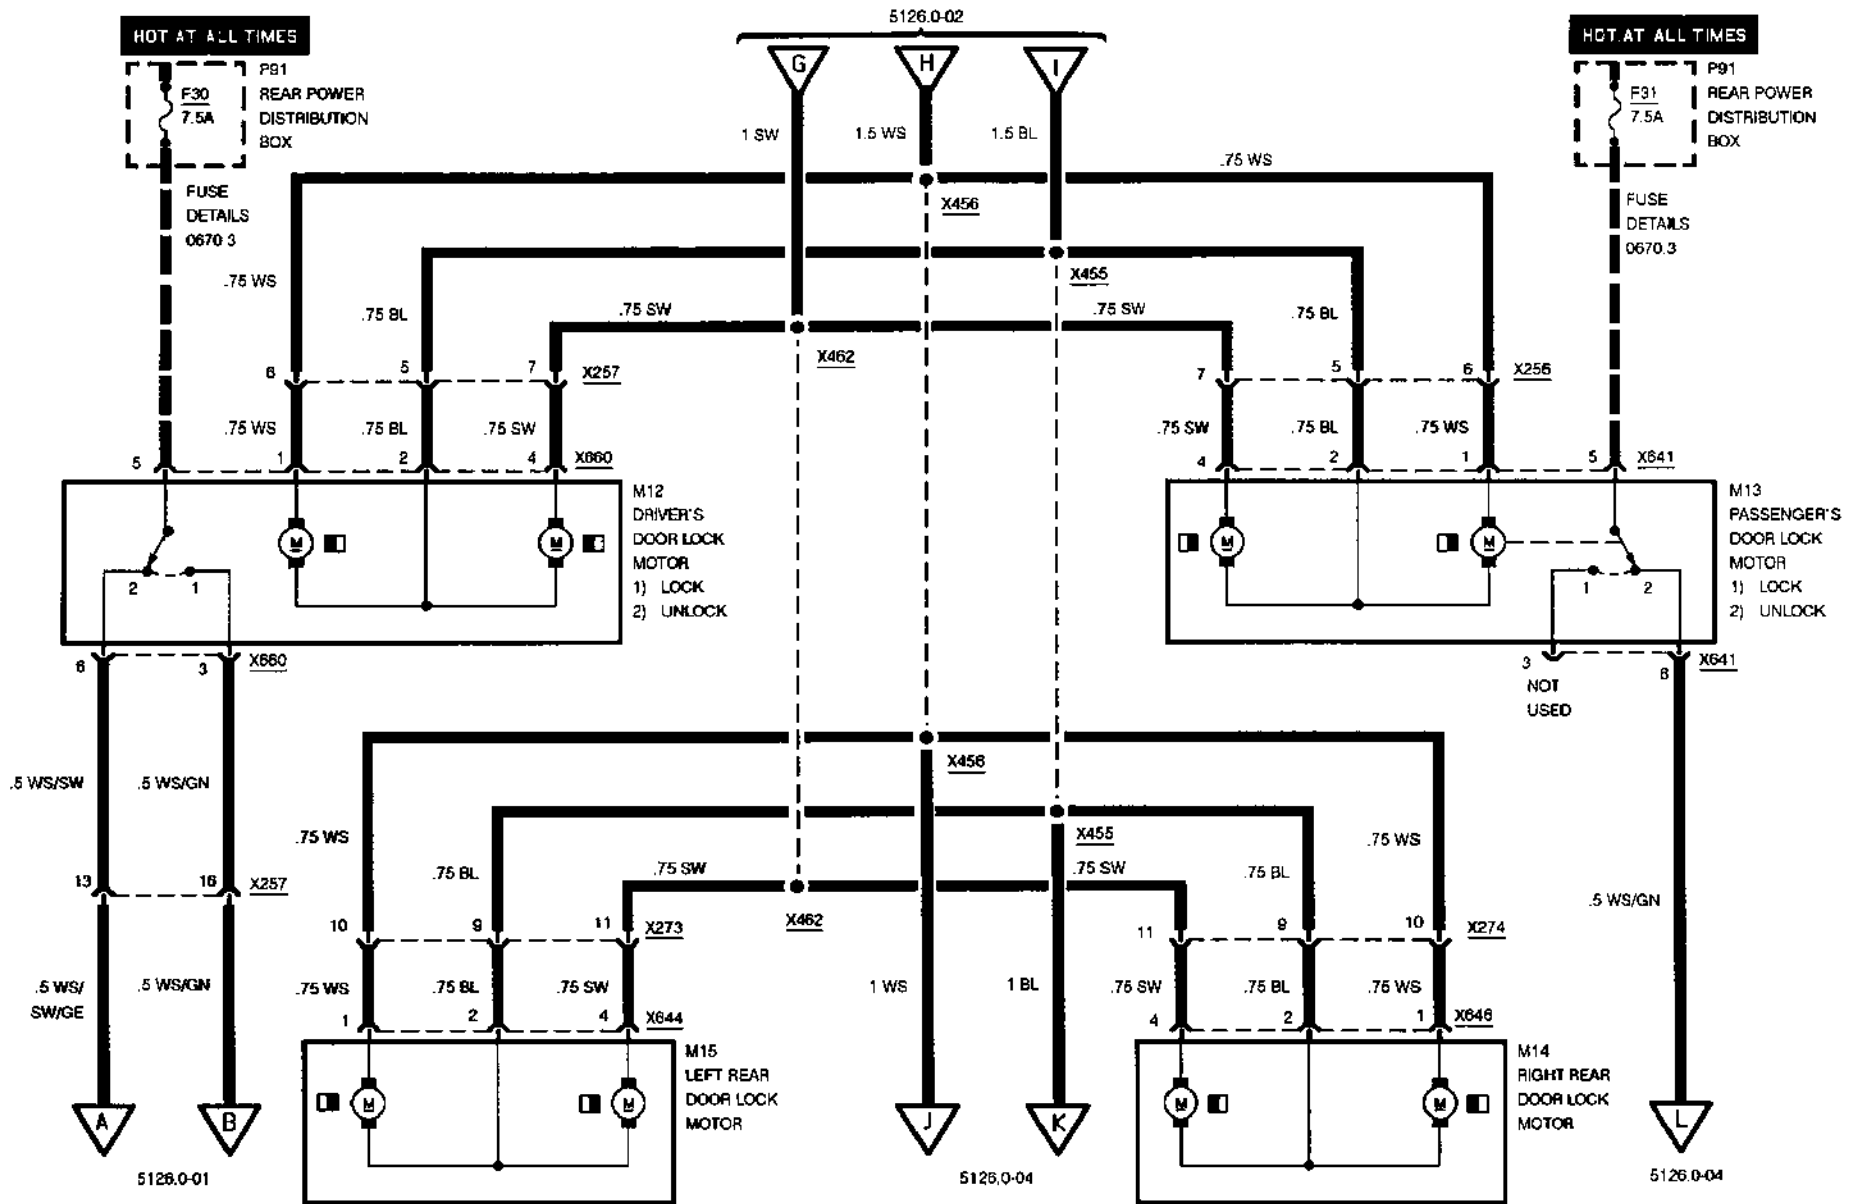 5126.0-02
HOT AT ALL TIMES
HOT AT ALL TIMES
G
H
I
F30
7.5A
P91
REAR POWER
DISTRIBUTION
BOX
F31
7.5A
P91
REAR POWER
DISTRIBUTION
BOX
1 SW
1.5 WS
1.5 BL
.75 WS
FUSE
DETAILS
0670.3
X456
FUSE
DETAILS
0670.3
.75 WS
X455
.75 BL
.75 SW
.75 SW
.75 BL
X462
6
5
7
X257
7
5
6
X256
.75 WS
.75 BL
.75 SW
.75 SW
.75 BL
.75 WS
5
1
2
4
X660
4
2
1
5
X641
M12
DRIVER'S
DOOR LOCK
MOTOR
1) LOCK
2) UNLOCK
M
M
2
1
M
M
1
2
M13
PASSENGER'S
DOOR LOCK
MOTOR
1) LOCK
2) UNLOCK
6
3
X660
3
6
X641
NOT
USED
.5 WS/SW
.5 WS/GN
X456
.75 WS
X455
.75 WS
.75 BL
.75 SW
.75 SW
.75 BL
13
16
X257
X462
.5 WS/GN
10
9
11
X273
11
9
10
X274
.5 WS/
SW/GE
.5 WS/GN
.75 WS
.75 BL
.75 SW
1 WS
1 BL
.75 SW
.75 BL
.75 WS
1
2
4
X644
4
2
1
X646
M
M
M15
LEFT REAR
DOOR LOCK
MOTOR
M
M
M14
RIGHT REAR
DOOR LOCK
MOTOR
A
B
J
K
L
5126.0-01
5126.0-04
5126.0-04